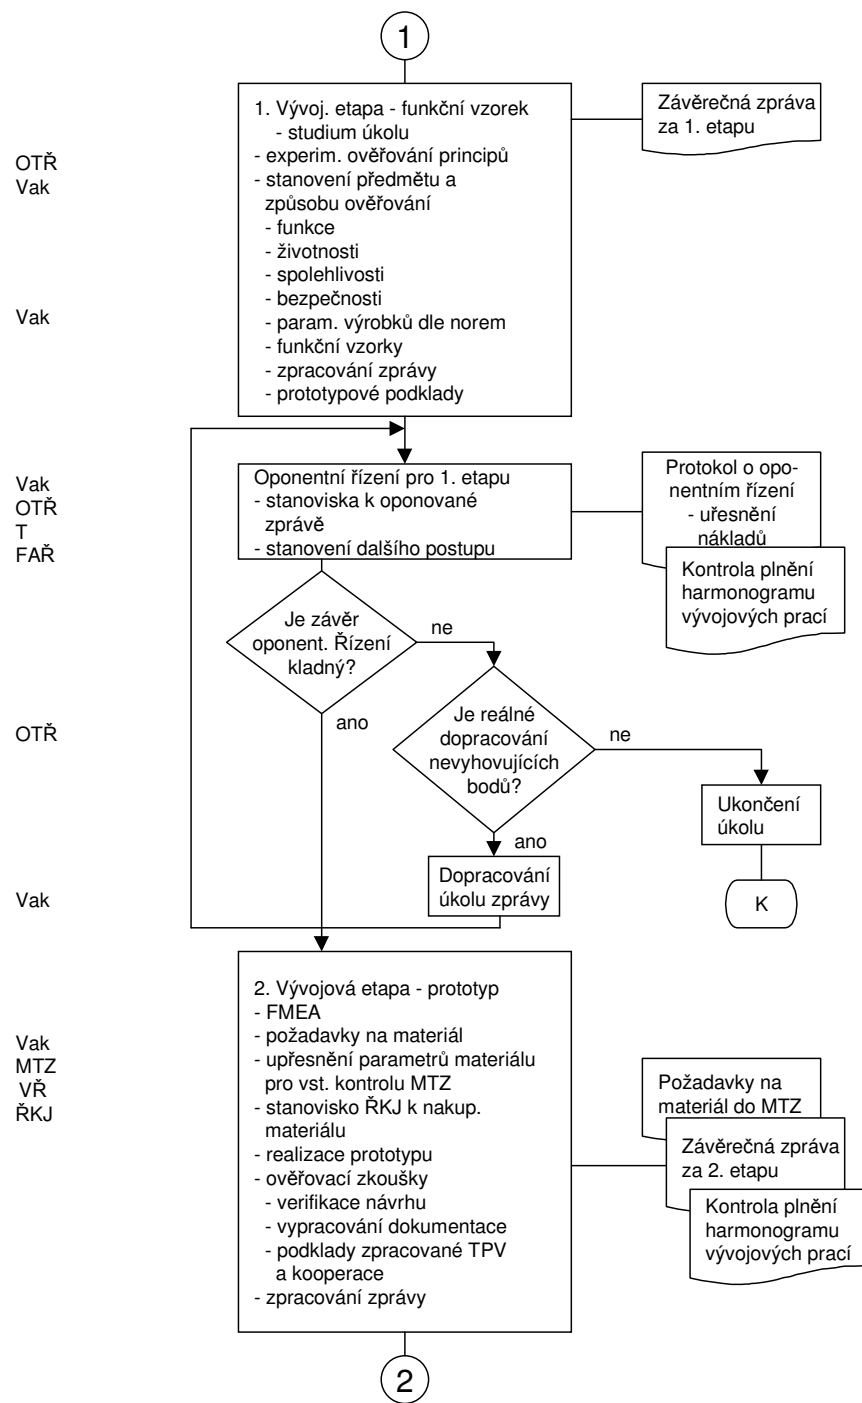 1
1. Vývoj. etapa - funkční vzorek
- studium úkolu
- experim. ověřování principů
- stanovení předmětu a
způsobu ověřování
- funkce
- životnosti
- spolehlivosti
- bezpečnosti
- param. výrobků dle norem
- funkční vzorky
- zpracování zprávy
- prototypové podklady
Závěrečná zpráva
za 1. etapu
OTŘ
Vak
Vak
Vak
OTŘ
T
FAŘ
Oponentní řízení pro 1. etapu
- stanoviska k oponované
zprávě
- stanovení dalšího postupu
Protokol o opo-
nentním řízení
- uřesnění
nákladů
Kontrola plnění
harmonogramu
vývojových prací
Je závěr
oponent. Řízení
kladný?
ne
ano
OTŘ
Je reálné
dopracování
nevyhovujících
bodů?
ne
ano
Ukončení
úkolu
K
Vak
Dopracování
úkolu zprávy
Vak
MTZ
VŘ
ŘKJ
2. Vývojová etapa - prototyp
- FMEA
- požadavky na materiál
- upřesnění parametrů materiálu
pro vst. kontrolu MTZ
- stanovisko ŘKJ k nakup.
materiálu
- realizace prototypu
- ověřovací zkoušky
- verifikace návrhu
- vypracování dokumentace
- podklady zpracované TPV
a kooperace
- zpracování zprávy
Požadavky na
materiál do MTZ
Závěrečná zpráva
za 2. etapu
Kontrola plnění
harmonogramu
vývojových prací
2